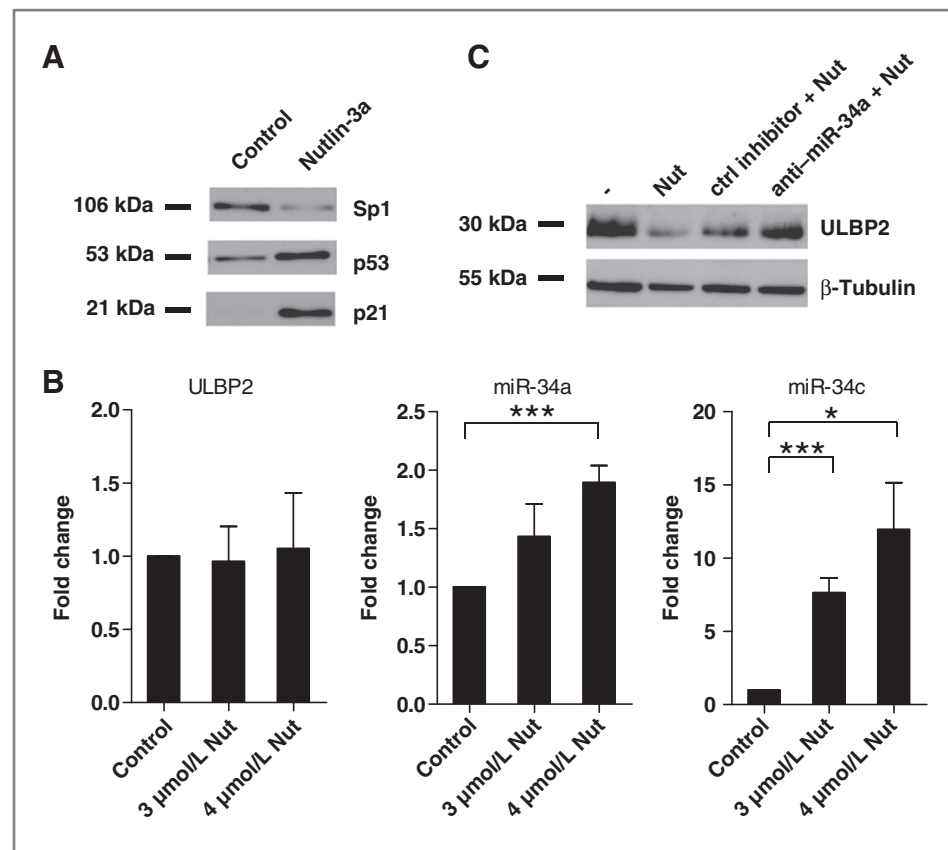 A
Control
Nutlin-3a
106 kDa
Sp1
53 kDa
p53
21 kDa
p21
C
-
Nut
ctrl inhibitor + Nut
anti–miR-34a + Nut
30 kDa
ULBP2
55 kDa
β-Tubulin
B
ULBP2
Fold change
2.0
1.5
1.0
0.5
0.0
Control
3 µmol/L Nut
4 µmol/L Nut
miR-34a
***
Fold change
2.5
2.0
1.5
1.0
0.5
0.0
Control
3 µmol/L Nut
4 µmol/L Nut
miR-34c
*
***
Fold change
20
15
10
5
0
Control
3 µmol/L Nut
4 µmol/L Nut